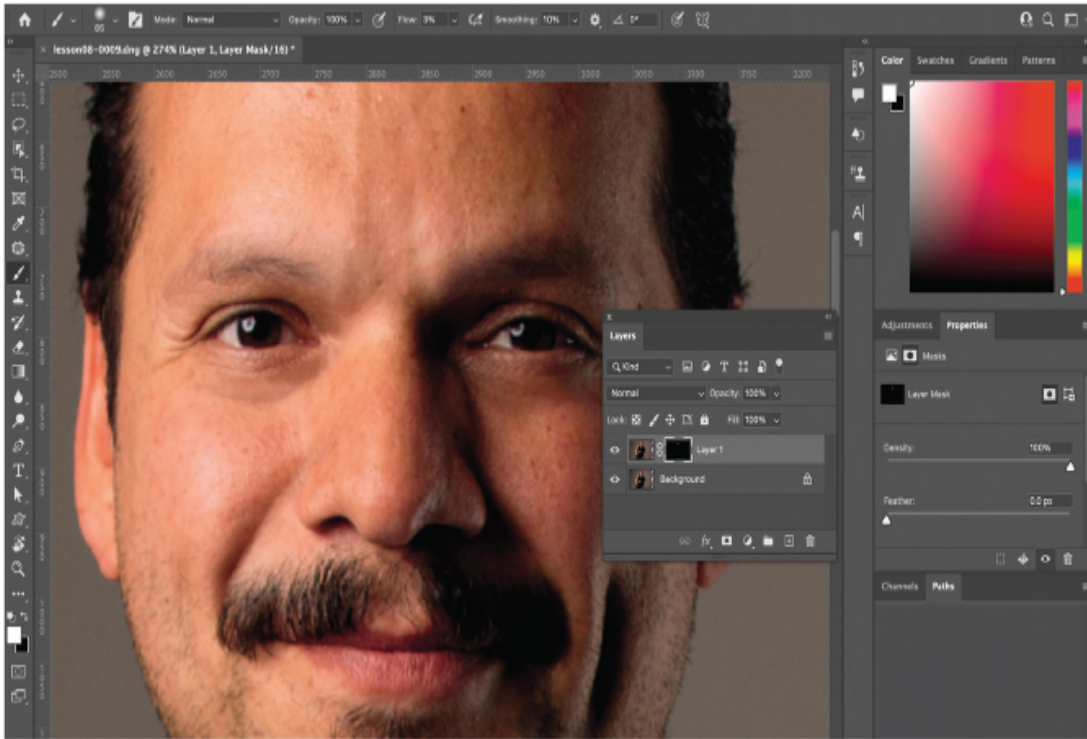 05 Mode: Normal Opacity: 100% Flow: 3% Smoothing: 10% 0°
× lesson08-0009.dng @ 274% (Layer 1, Layer Mask/16) *
2500 2550 2600 2650 2700 2750 2800 2850 2900 2950 3000 3050 3100 3150 3200
Color Swatches Gradients Patterns
Layers
Kind
Normal Opacity: 100%
Lock: Fill: 100%
Layer 1
Background
fx
Adjustments Properties
Masks
Layer Mask
Density: 100%
Feather: 0.0 px
Channels Paths